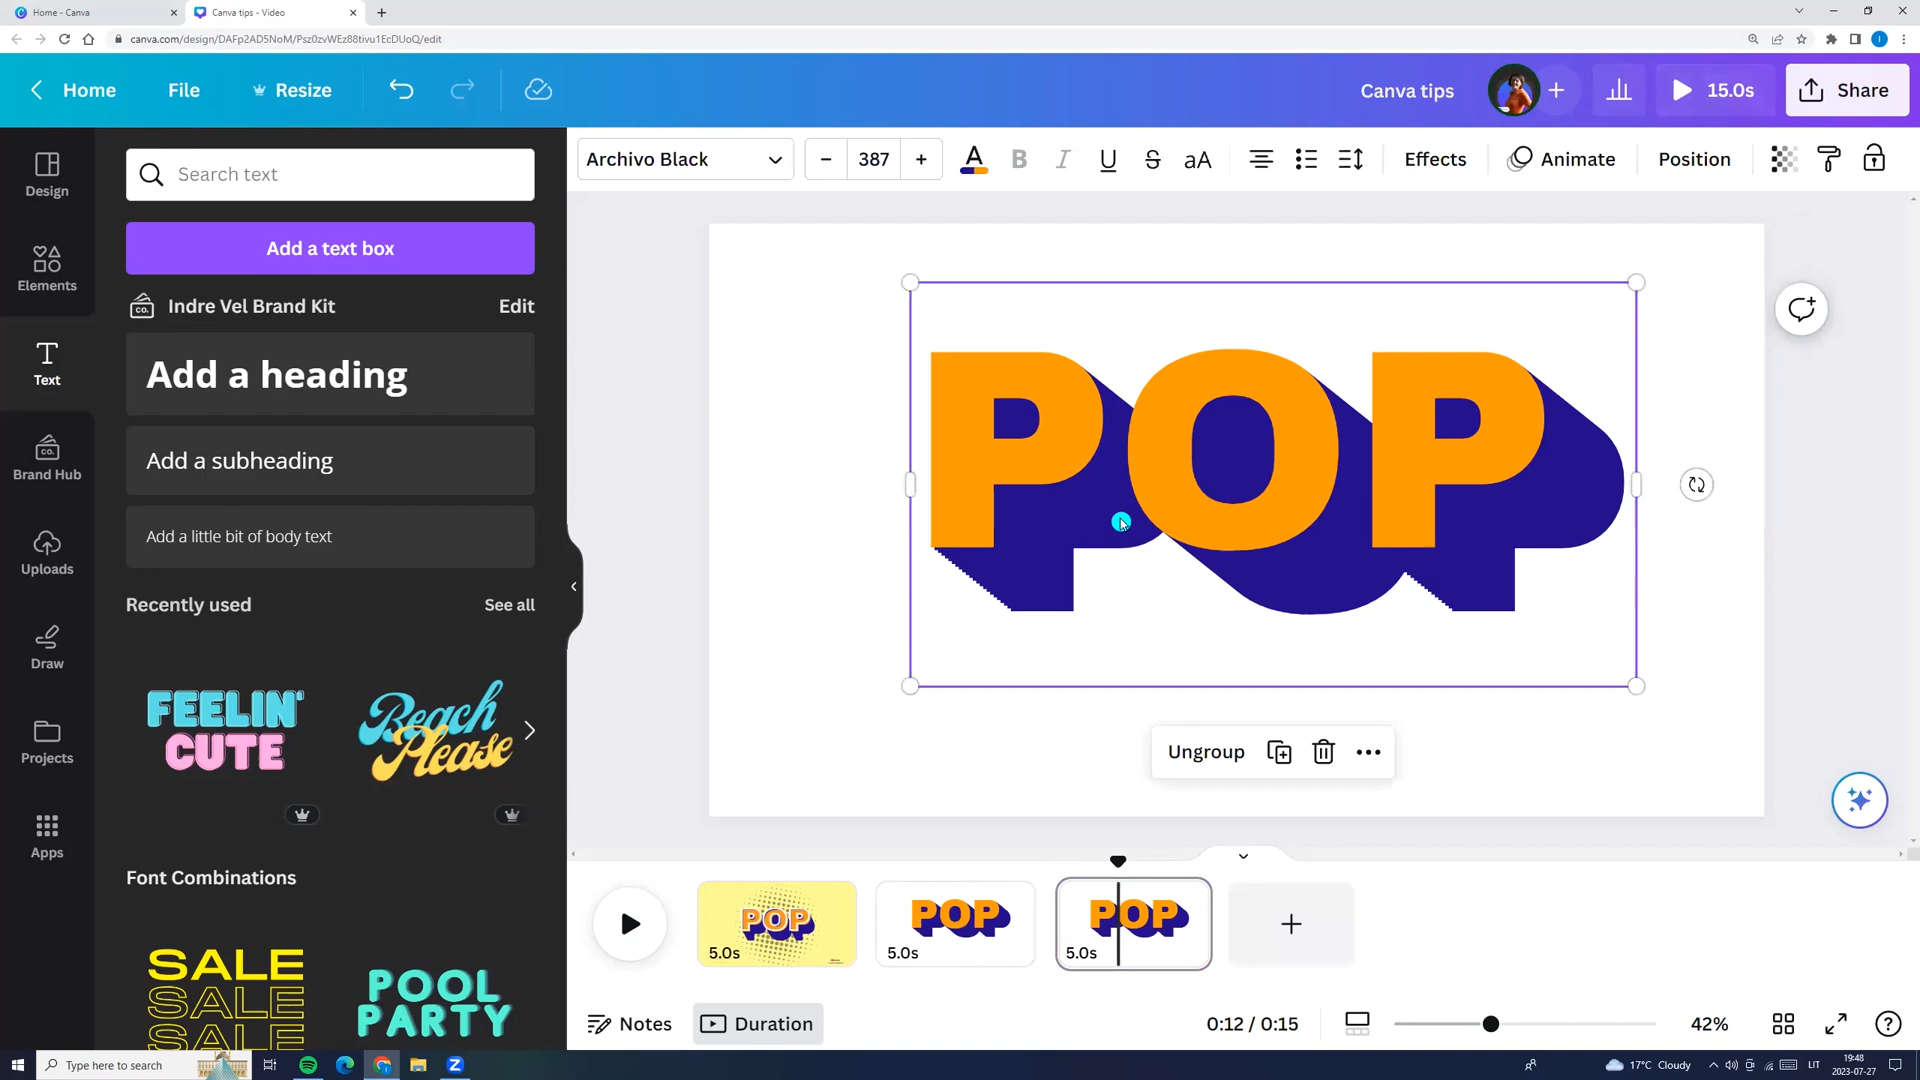 Home - Canva
Canva tips - Video
canva.com/design/DAFp2AD5NoM/Psz0zvWEz88tivu1EcDUoQ/edit
Home
File
Resize
Canva tips
15.0s
Share
Archivo Black
387
A
B
I
U
S
aA
Effects
Animate
Position
Design
Elements
Text
Brand Hub
Uploads
Draw
Projects
Apps
Search text
Add a text box
CO.
Indre Vel Brand Kit
Edit
Add a heading
Add a subheading
Add a little bit of body text
Recently used
See all
FEELIN'
CUTE
Beach
Please
Font Combinations
SALE
SALE
SALE
POOL
PARTY
POP
Ungroup
POP
5.0s
POP
5.0s
POP
5.0s
Notes
Duration
0:12 / 0:15
42%
Type here to search
17°C Cloudy
LIT
19:48
2023-07-27